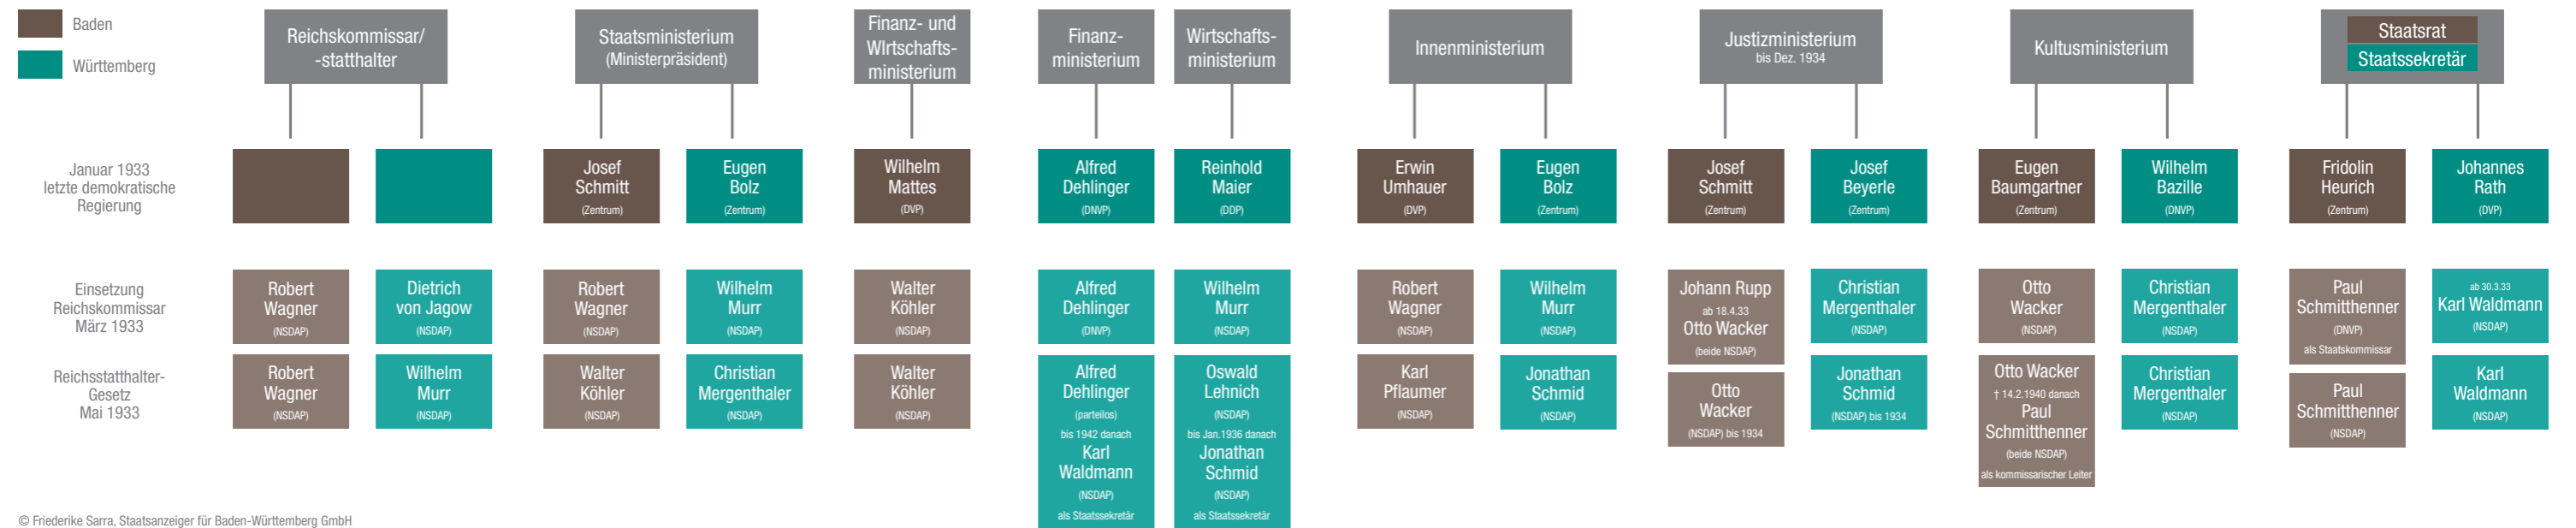 Baden
Württemberg
Reichskommissar/
-statthalter
Staatsministerium
(Ministerpräsident)
Finanz- und
WIrtschafts-
ministerium
Finanz-
ministerium
Wirtschafts-
ministerium
Innenministerium
Justizministerium
bis Dez. 1934
Kultusministerium
Staatsrat
Staatssekretär
Januar 1933
letzte demokratische
Regierung
Josef
Schmitt
(Zentrum)
Eugen
Bolz
(Zentrum)
Wilhelm
Mattes
(DVP)
Alfred
Dehlinger
(DNVP)
Reinhold
Maier
(DDP)
Erwin
Umhauer
(DVP)
Eugen
Bolz
(Zentrum)
Josef
Schmitt
(Zentrum)
Josef
Beyerle
(Zentrum)
Eugen
Baumgartner
(Zentrum)
Wilhelm
Bazille
(DNVP)
Fridolin
Heurich
(Zentrum)
Johannes
Rath
(DVP)
Einsetzung
Reichskommissar
März 1933
Robert
Wagner
(NSDAP)
Dietrich
von Jagow
(NSDAP)
Robert
Wagner
(NSDAP)
Wilhelm
Murr
(NSDAP)
Walter
Köhler
(NSDAP)
Alfred
Dehlinger
(DNVP)
Wilhelm
Murr
(NSDAP)
Robert
Wagner
(NSDAP)
Wilhelm
Murr
(NSDAP)
Johann Rupp
ab 18.4.33
Otto Wacker
(beide NSDAP)
Christian
Mergenthaler
(NSDAP)
Otto
Wacker
(NSDAP)
Christian
Mergenthaler
(NSDAP)
Paul
Schmitthenner
(DNVP)
als Staatskommissar
ab 30.3.33
Karl Waldmann
(NSDAP)
Reichsstatthalter-
Gesetz
Mai 1933
Robert
Wagner
(NSDAP)
Wilhelm
Murr
(NSDAP)
Walter
Köhler
(NSDAP)
Christian
Mergenthaler
(NSDAP)
Walter
Köhler
(NSDAP)
Alfred
Dehlinger
(parteilos)
bis 1942 danach
Karl
Waldmann
(NSDAP)
als Staatssekretär
Oswald
Lehnich
(NSDAP)
bis Jan.1936 danach
Jonathan
Schmid
(NSDAP)
als Staatssekretär
Karl
Pflaumer
(NSDAP)
Jonathan
Schmid
(NSDAP)
Otto
Wacker
(NSDAP) bis 1934
Jonathan
Schmid
(NSDAP) bis 1934
Otto Wacker
† 14.2.1940 danach
Paul
Schmitthenner
(beide NSDAP)
als kommissarischer Leiter
Christian
Mergenthaler
(NSDAP)
Paul
Schmitthenner
(NSDAP)
Karl
Waldmann
(NSDAP)
© Friederike Sarra, Staatsanzeiger für Baden-Württemberg GmbH